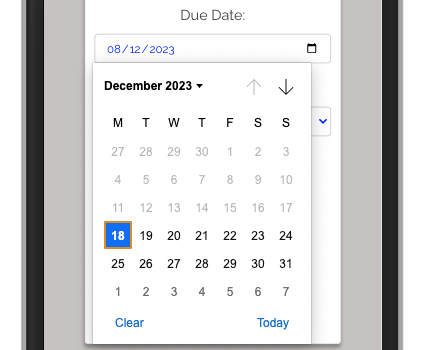 Due Date:
08/12/2023
December 2023
M T W T F S S
27 28 29 30 1 2 3
4 5 6 7 8 9 10
11 12 13 14 15 16 17
18 19 20 21 22 23 24
25 26 27 28 29 30 31
1 2 3 4 5 6 7
Clear Today